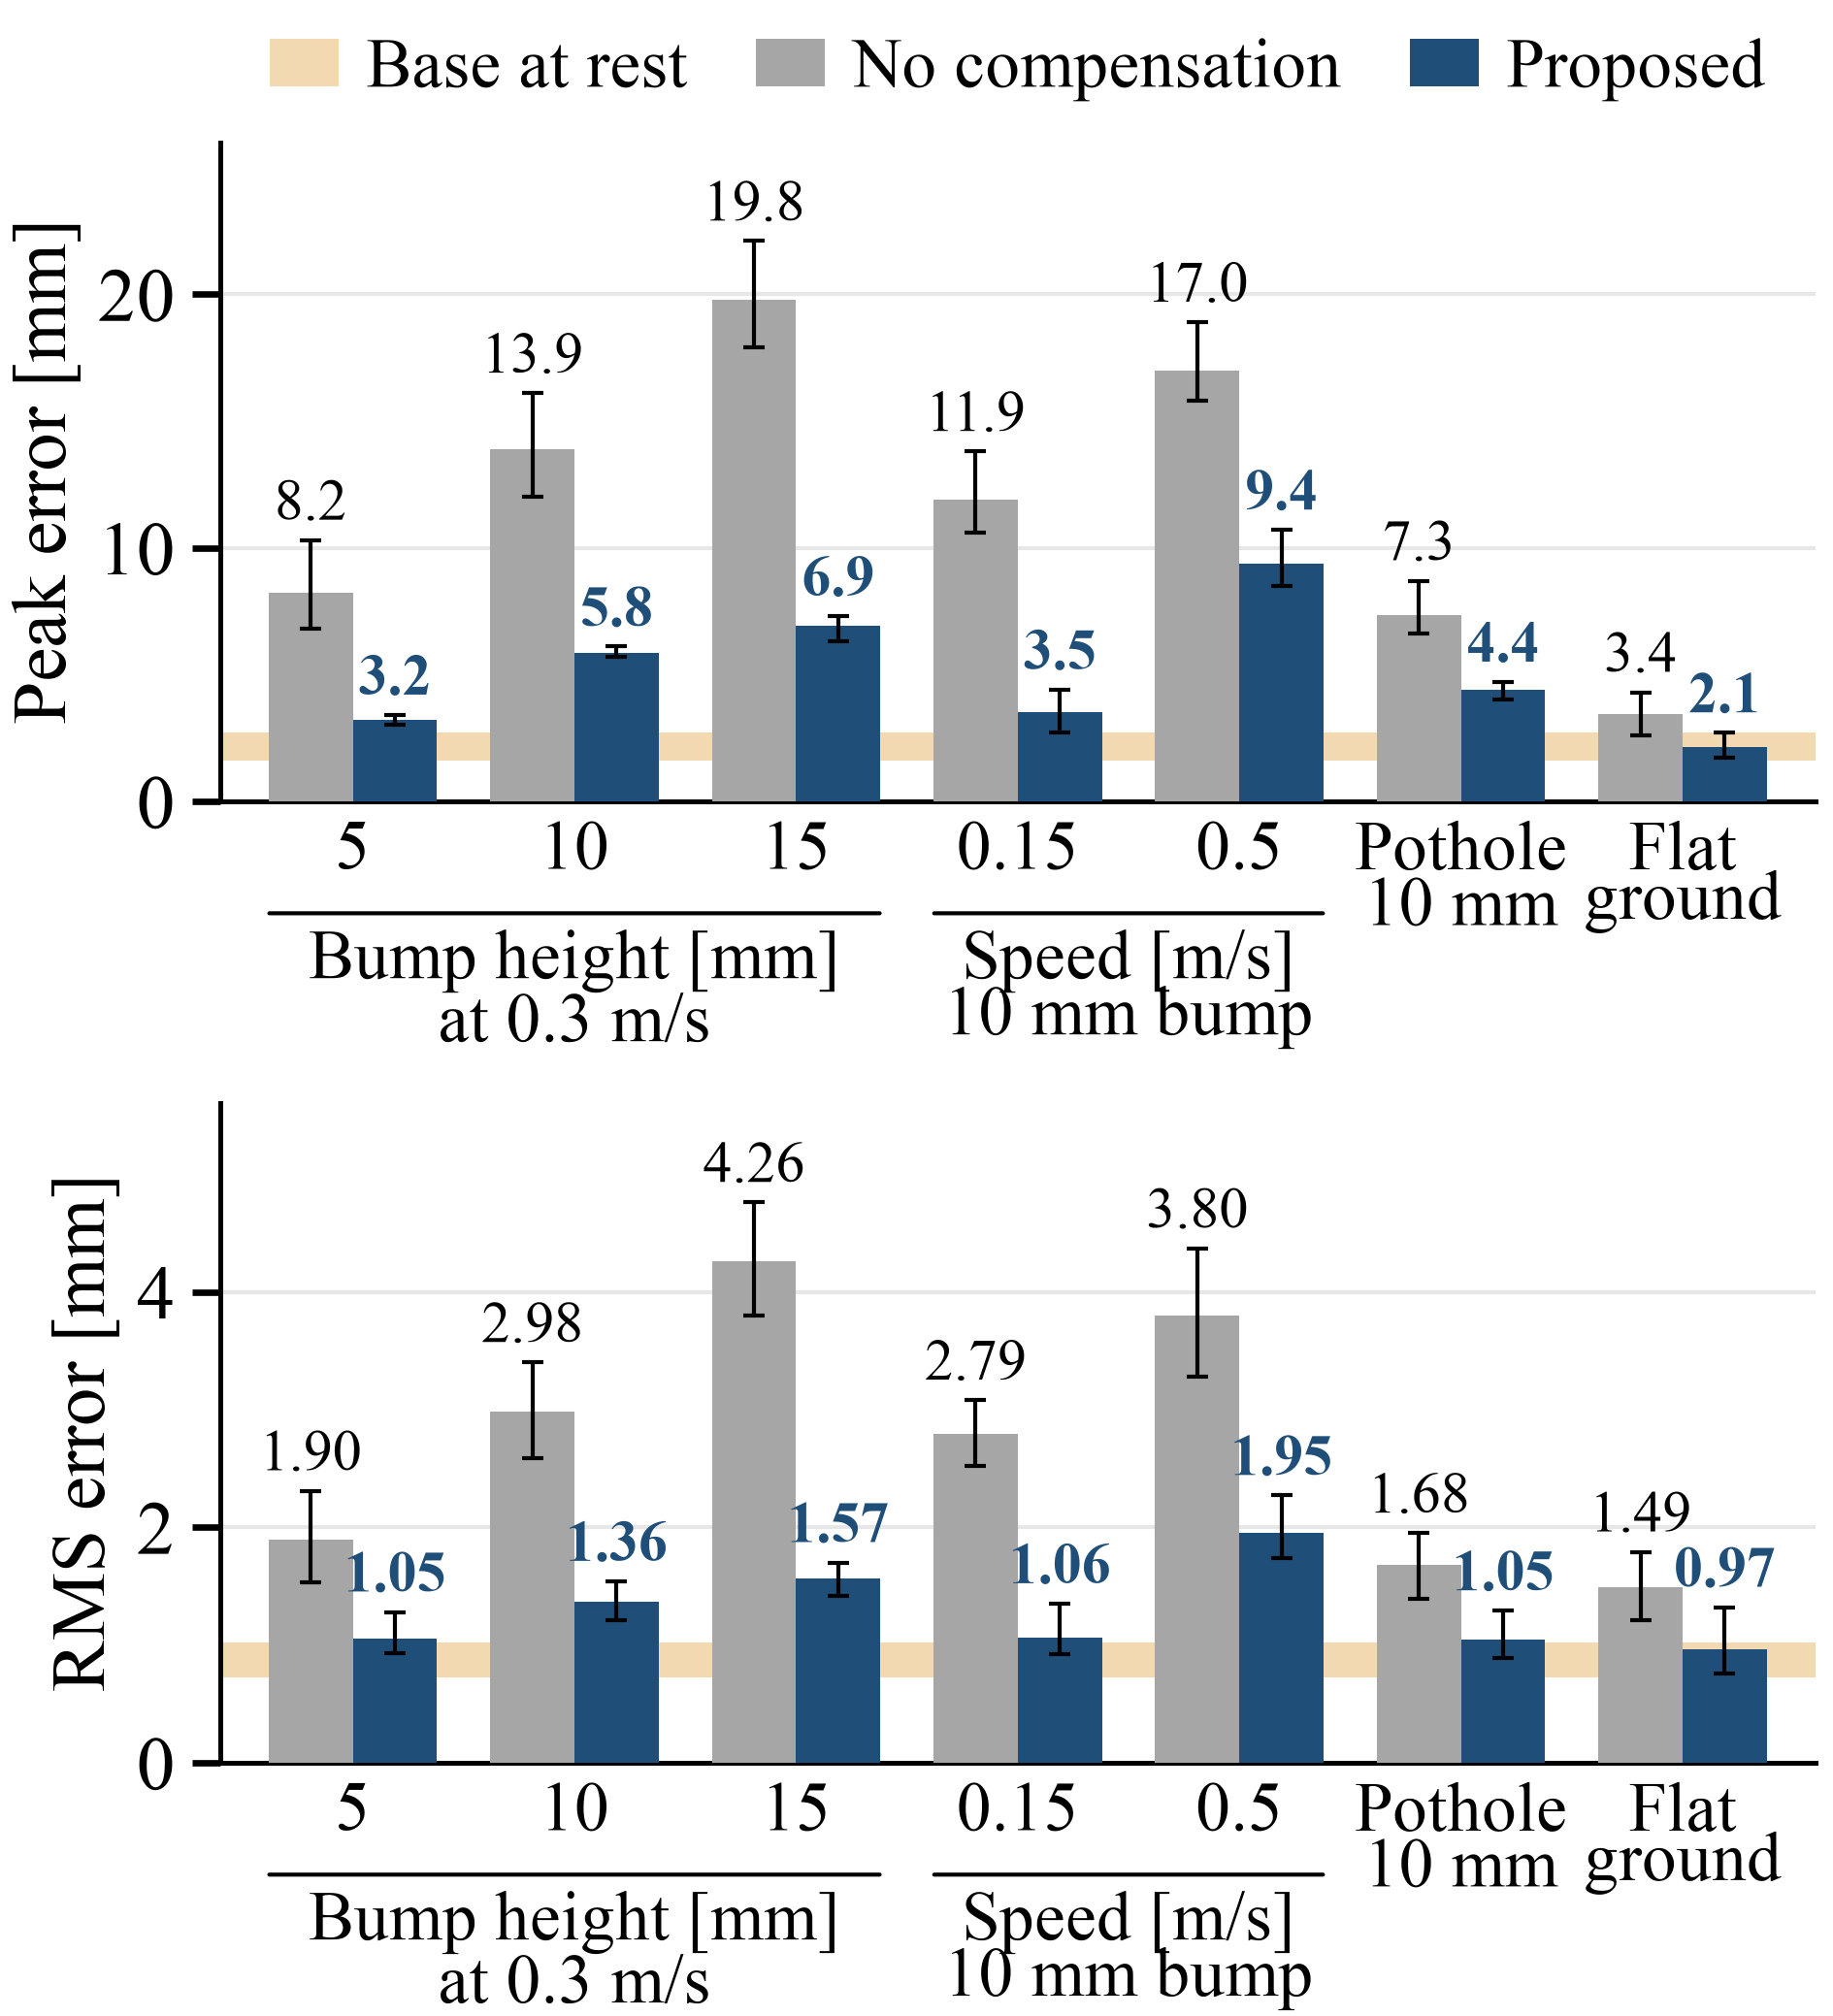 Base at rest No compensation Proposed
Peak error [mm]
20
10
0
8.2 3.2 13.9 5.8 19.8 6.9 11.9 3.5 17.0 9.4 7.3 4.4 3.4 2.1
5 10 15 0.15 0.5 Pothole Flat
10 mm ground
Bump height [mm] Speed [m/s]
at 0.3 m/s 10 mm bump
RMS error [mm]
4
2
0
1.90 1.05 2.98 1.36 4.26 1.57 2.79 1.06 3.80 1.95 1.68 1.05 1.49 0.97
5 10 15 0.15 0.5 Pothole Flat
10 mm ground
Bump height [mm] Speed [m/s]
at 0.3 m/s 10 mm bump